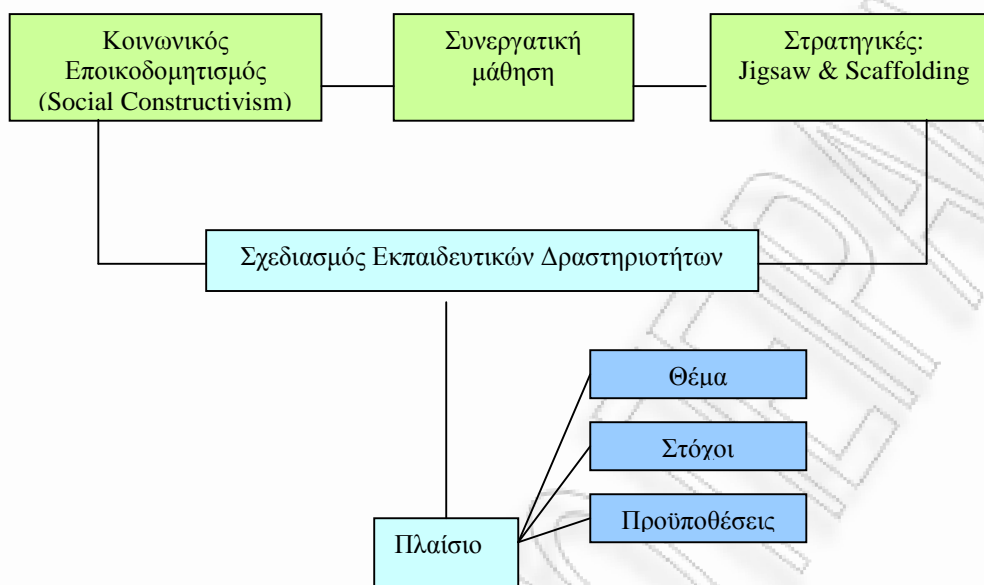 Κοινωνικός
Εποικοδομητισμός
(Social Constructivism)
Συνεργατική
μάθηση
Στρατηγικές:
Jigsaw & Scaffolding
Σχεδιασμός Εκπαιδευτικών Δραστηριοτήτων
Θέμα
Στόχοι
Προϋποθέσεις
Πλαίσιο